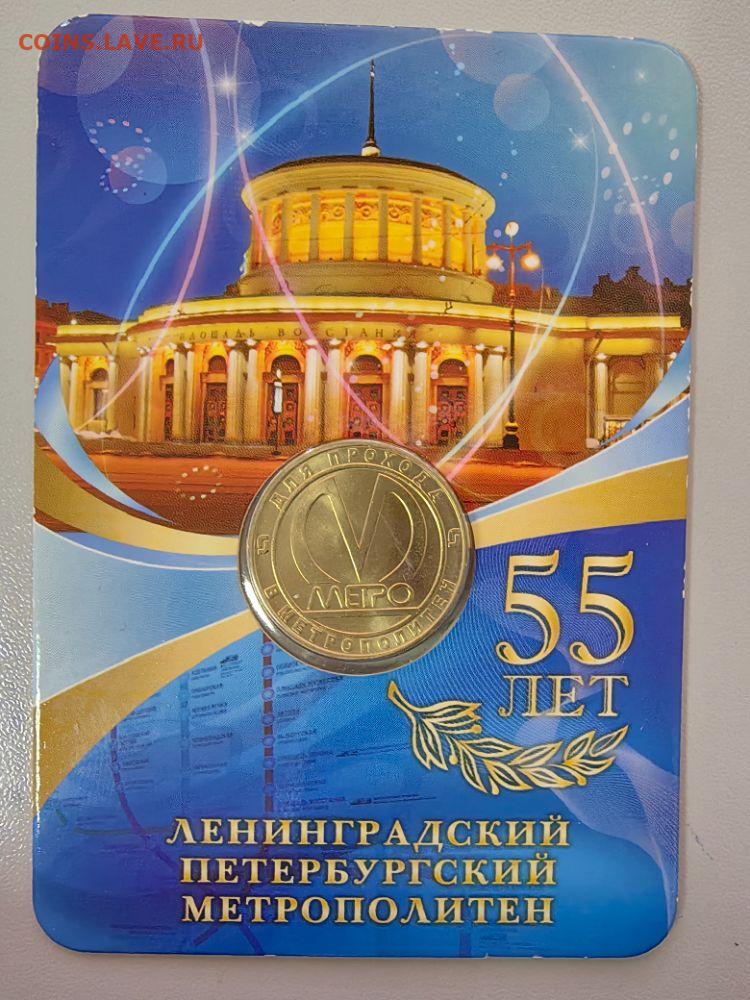 COINS.LAVE.RU
ПЛОЩАДЬ ВОССТАНИЯ
ДЛЯ ПРОХОДА
МЕТРО
В МЕТРОПОЛИТЕН
55
ЛЕТ
ЛЕНИНГРАДСКИЙ
ПЕТЕРБУРГСКИЙ
МЕТРОПОЛИТЕН